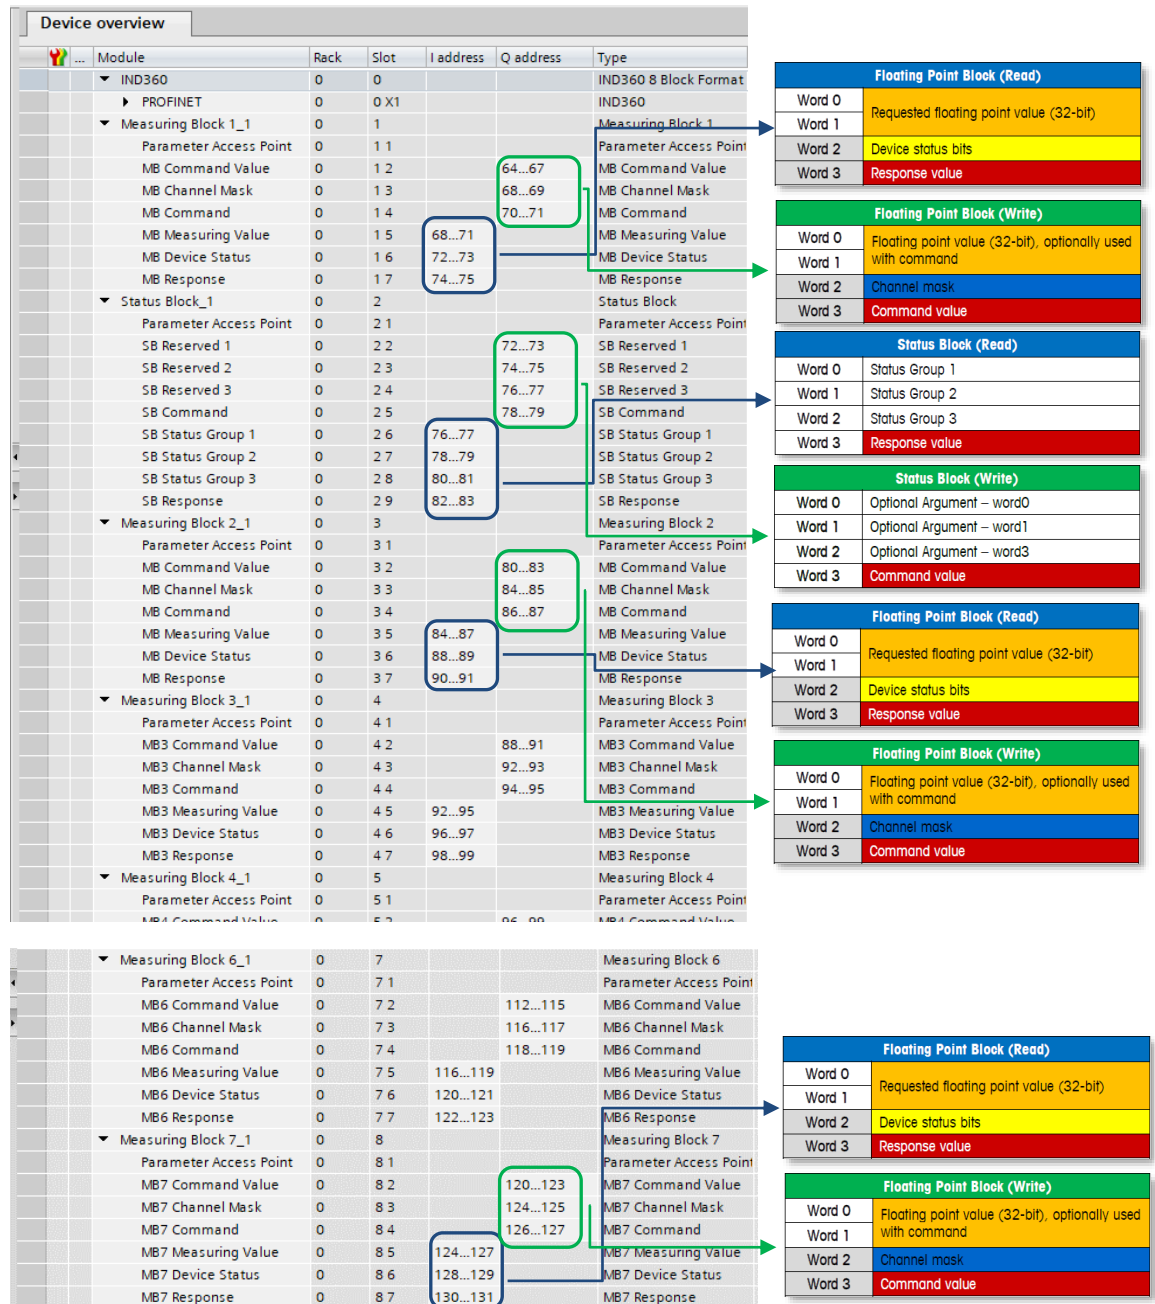 Device overview
... Module Rack Slot I address Q address Type
IND360 0 0 IND360 8 Block Format
PROFINET 0 0 X1 IND360
Measuring Block 1_1 0 1 Measuring Block 1
Parameter Access Point 0 1 1 Parameter Access Point
MB Command Value 0 1 2 64...67 MB Command Value
MB Channel Mask 0 1 3 68...69 MB Channel Mask
MB Command 0 1 4 70...71 MB Command
MB Measuring Value 0 1 5 68...71 MB Measuring Value
MB Device Status 0 1 6 72...73 MB Device Status
MB Response 0 1 7 74...75 MB Response
Status Block_1 0 2 Status Block
Parameter Access Point 0 2 1 Parameter Access Point
SB Reserved 1 0 2 2 72...73 SB Reserved 1
SB Reserved 2 0 2 3 74...75 SB Reserved 2
SB Reserved 3 0 2 4 76...77 SB Reserved 3
SB Command 0 2 5 78...79 SB Command
SB Status Group 1 0 2 6 76...77 SB Status Group 1
SB Status Group 2 0 2 7 78...79 SB Status Group 2
SB Status Group 3 0 2 8 80...81 SB Status Group 3
SB Response 0 2 9 82...83 SB Response
Measuring Block 2_1 0 3 Measuring Block 2
Parameter Access Point 0 3 1 Parameter Access Point
MB Command Value 0 3 2 80...83 MB Command Value
MB Channel Mask 0 3 3 84...85 MB Channel Mask
MB Command 0 3 4 86...87 MB Command
MB Measuring Value 0 3 5 84...87 MB Measuring Value
MB Device Status 0 3 6 88...89 MB Device Status
MB Response 0 3 7 90...91 MB Response
Measuring Block 3_1 0 4 Measuring Block 3
Parameter Access Point 0 4 1 Parameter Access Point
MB3 Command Value 0 4 2 88...91 MB3 Command Value
MB3 Channel Mask 0 4 3 92...93 MB3 Channel Mask
MB3 Command 0 4 4 94...95 MB3 Command
MB3 Measuring Value 0 4 5 92...95 MB3 Measuring Value
MB3 Device Status 0 4 6 96...97 MB3 Device Status
MB3 Response 0 4 7 98...99 MB3 Response
Measuring Block 4_1 0 5 Measuring Block 4
Parameter Access Point 0 5 1 Parameter Access Point
MB4 Command Value 0 5 2 96...99 MB4 Command Value
Floating Point Block (Read)
Word 0 Requested floating point value (32-bit)
Word 1
Word 2 Device status bits
Word 3 Response value
Floating Point Block (Write)
Word 0 Floating point value (32-bit), optionally used
Word 1 with command
Word 2 Channel mask
Word 3 Command value
Status Block (Read)
Word 0 Status Group 1
Word 1 Status Group 2
Word 2 Status Group 3
Word 3 Response value
Status Block (Write)
Word 0 Optional Argument – word0
Word 1 Optional Argument – word1
Word 2 Optional Argument – word3
Word 3 Command value
Floating Point Block (Read)
Word 0 Requested floating point value (32-bit)
Word 1
Word 2 Device status bits
Word 3 Response value
Floating Point Block (Write)
Word 0 Floating point value (32-bit), optionally used
Word 1 with command
Word 2 Channel mask
Word 3 Command value
Measuring Block 6_1 0 7 Measuring Block 6
Parameter Access Point 0 7 1 Parameter Access Point
MB6 Command Value 0 7 2 112...115 MB6 Command Value
MB6 Channel Mask 0 7 3 116...117 MB6 Channel Mask
MB6 Command 0 7 4 118...119 MB6 Command
MB6 Measuring Value 0 7 5 116...119 MB6 Measuring Value
MB6 Device Status 0 7 6 120...121 MB6 Device Status
MB6 Response 0 7 7 122...123 MB6 Response
Measuring Block 7_1 0 8 Measuring Block 7
Parameter Access Point 0 8 1 Parameter Access Point
MB7 Command Value 0 8 2 120...123 MB7 Command Value
MB7 Channel Mask 0 8 3 124...125 MB7 Channel Mask
MB7 Command 0 8 4 126...127 MB7 Command
MB7 Measuring Value 0 8 5 124...127 MB7 Measuring Value
MB7 Device Status 0 8 6 128...129 MB7 Device Status
MB7 Response 0 8 7 130...131 MB7 Response
Floating Point Block (Read)
Word 0 Requested floating point value (32-bit)
Word 1
Word 2 Device status bits
Word 3 Response value
Floating Point Block (Write)
Word 0 Floating point value (32-bit), optionally used
Word 1 with command
Word 2 Channel mask
Word 3 Command value